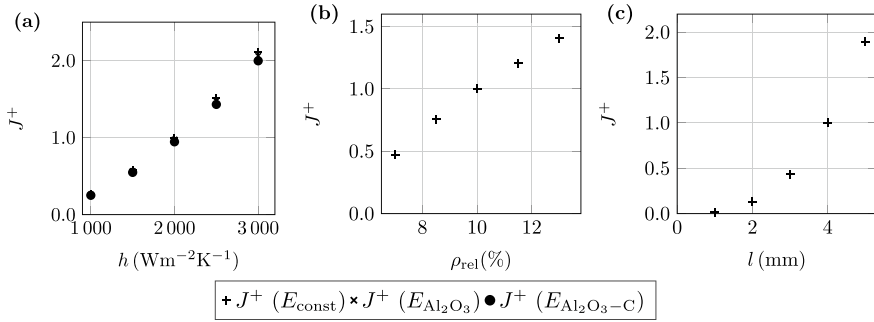 (a)
J⁺
2.0
1.0
0.0
1 000
2 000
3 000
h (Wm⁻²K⁻¹)
(b)
J⁺
1.5
1.0
0.5
0.0
8
10
12
ρrel(%)
(c)
J⁺
2.0
1.5
1.0
0.5
0.0
0
2
4
l (mm)
+ J⁺ (Econst) × J⁺ (EAl₂O₃) ● J⁺ (EAl₂O₃−C)